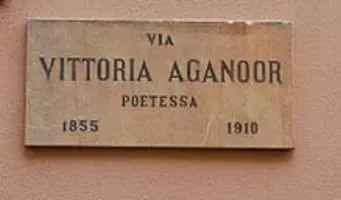 VIA
VITTORIA AGANOOR
POETESSA
1855 1910